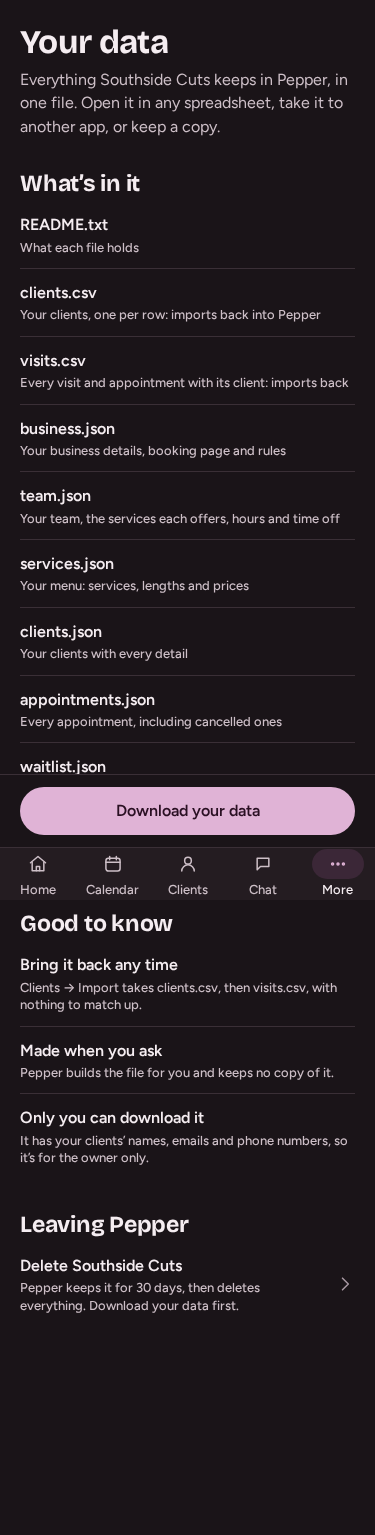 Your data
Everything Southside Cuts keeps in Pepper, in
one file. Open it in any spreadsheet, take it to
another app, or keep a copy.
What's in it
README.txt
What each file holds
clients.csv
Your clients, one per row: imports back into Pepper
visits.csv
Every visit and appointment with its client: imports back
business.json
Your business details, booking page and rules
team.json
Your team, the services each offers, hours and time off
services.json
Your menu: services, lengths and prices
clients.json
Your clients with every detail
appointments.json
Every appointment, including cancelled ones
waitlist.json
Download your data
Home
Calendar
Clients
Chat
More
Good to know
Bring it back any time
Clients → Import takes clients.csv, then visits.csv, with
nothing to match up.
Made when you ask
Pepper builds the file for you and keeps no copy of it.
Only you can download it
It has your clients’ names, emails and phone numbers, so
it’s for the owner only.
Leaving Pepper
Delete Southside Cuts
Pepper keeps it for 30 days, then deletes
everything. Download your data first.